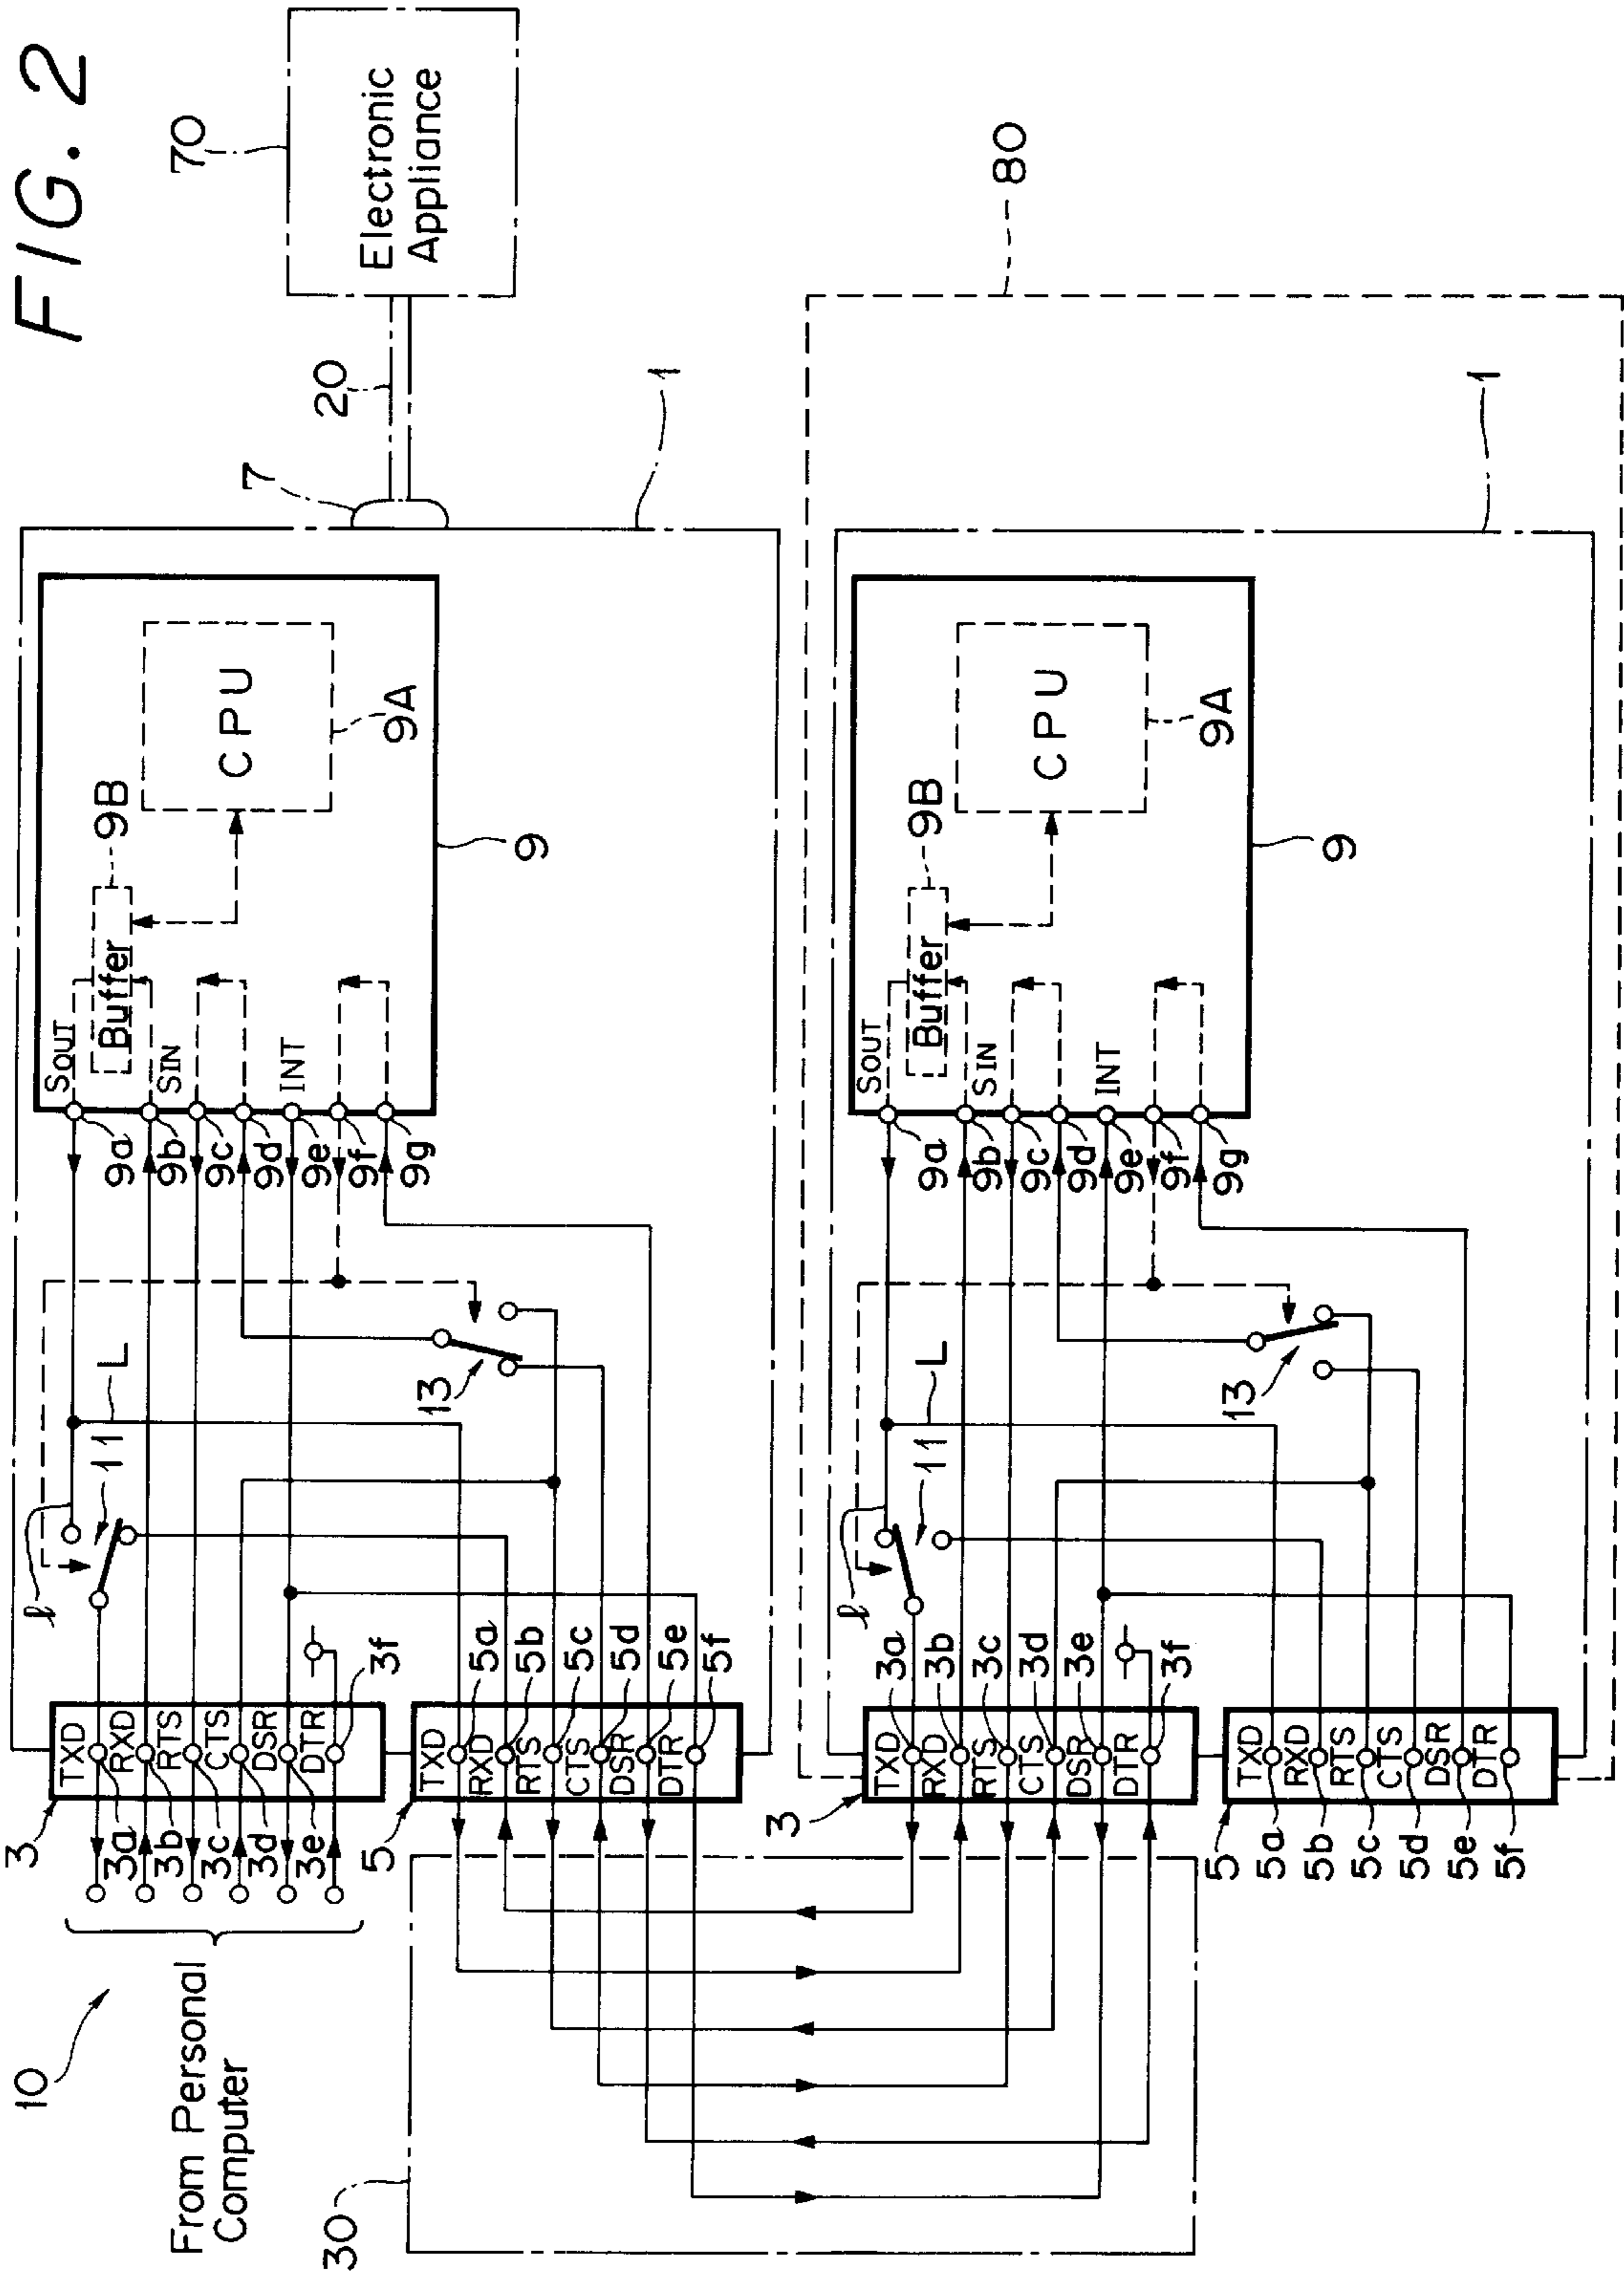 FIG. 2
10
From Personal
Computer
3
3a
3b
3c
3d
3e
3f
TXD
RXD
RTS
CTS
DSR
DTR
l
11
L
13
9a
9b
9c
9d
9e
9f
9g
SOUT
SIN
INT
Buffer
9B
CPU
9A
9
7
20
1
70
Electronic
Appliance
5
TXD
RXD
RTS
CTS
DSR
DTR
5a
5b
5c
5d
5e
5f
30
80
3
TXD
RXD
RTS
CTS
DSR
DTR
3a
3b
3c
3d
3e
3f
l
11
L
13
9a
9b
9c
9d
9e
9f
9g
SOUT
SIN
INT
Buffer
9B
CPU
9A
9
1
5
TXD
RXD
RTS
CTS
DSR
DTR
5a
5b
5c
5d
5e
5f